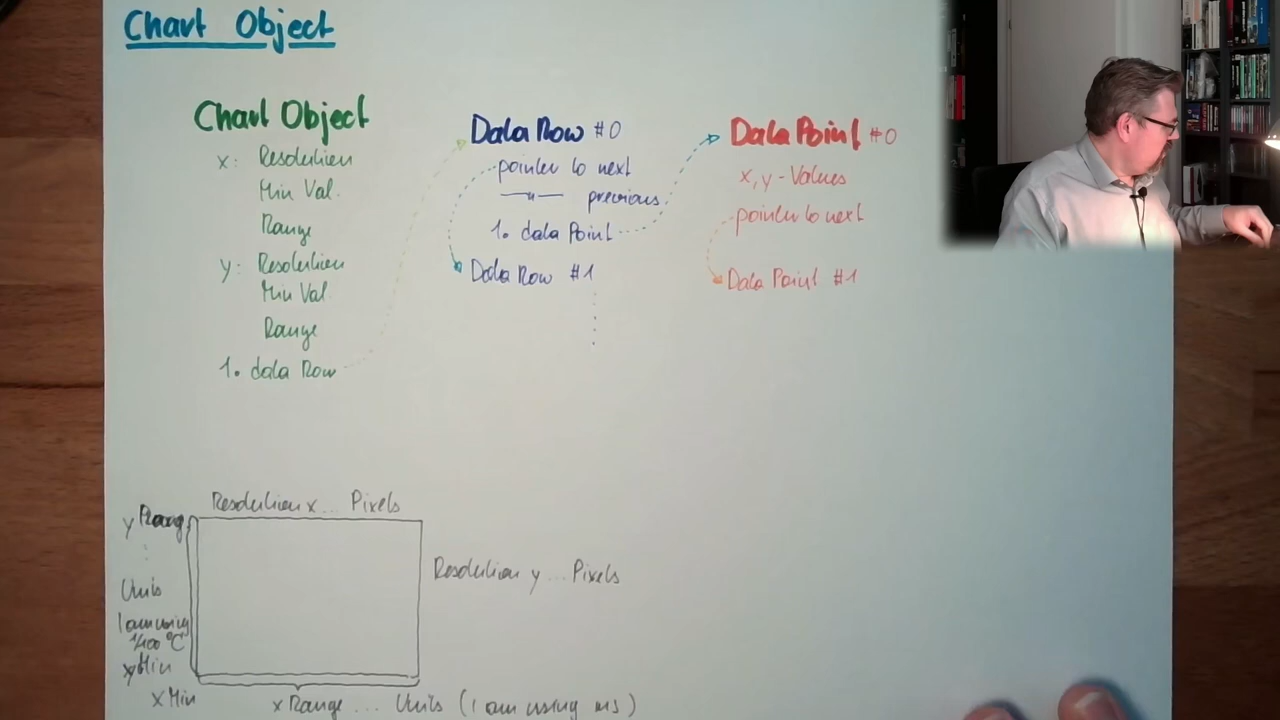 Chart Object
Chart Object
x: Resolution
Min Val.
Range
y: Resolution
Min Val.
Range
1. data Row
Data Row #0
pointer to next
—"— previous
1. data Point
Data Row #1
Data Point #0
x,y - Values
pointer to next
Data Point #1
Resolution x ... Pixels
y Rang
Resolution y ... Pixels
Units
I am using
1/100 °C
y Min
x Min
x Range ... Units (I am using ms)